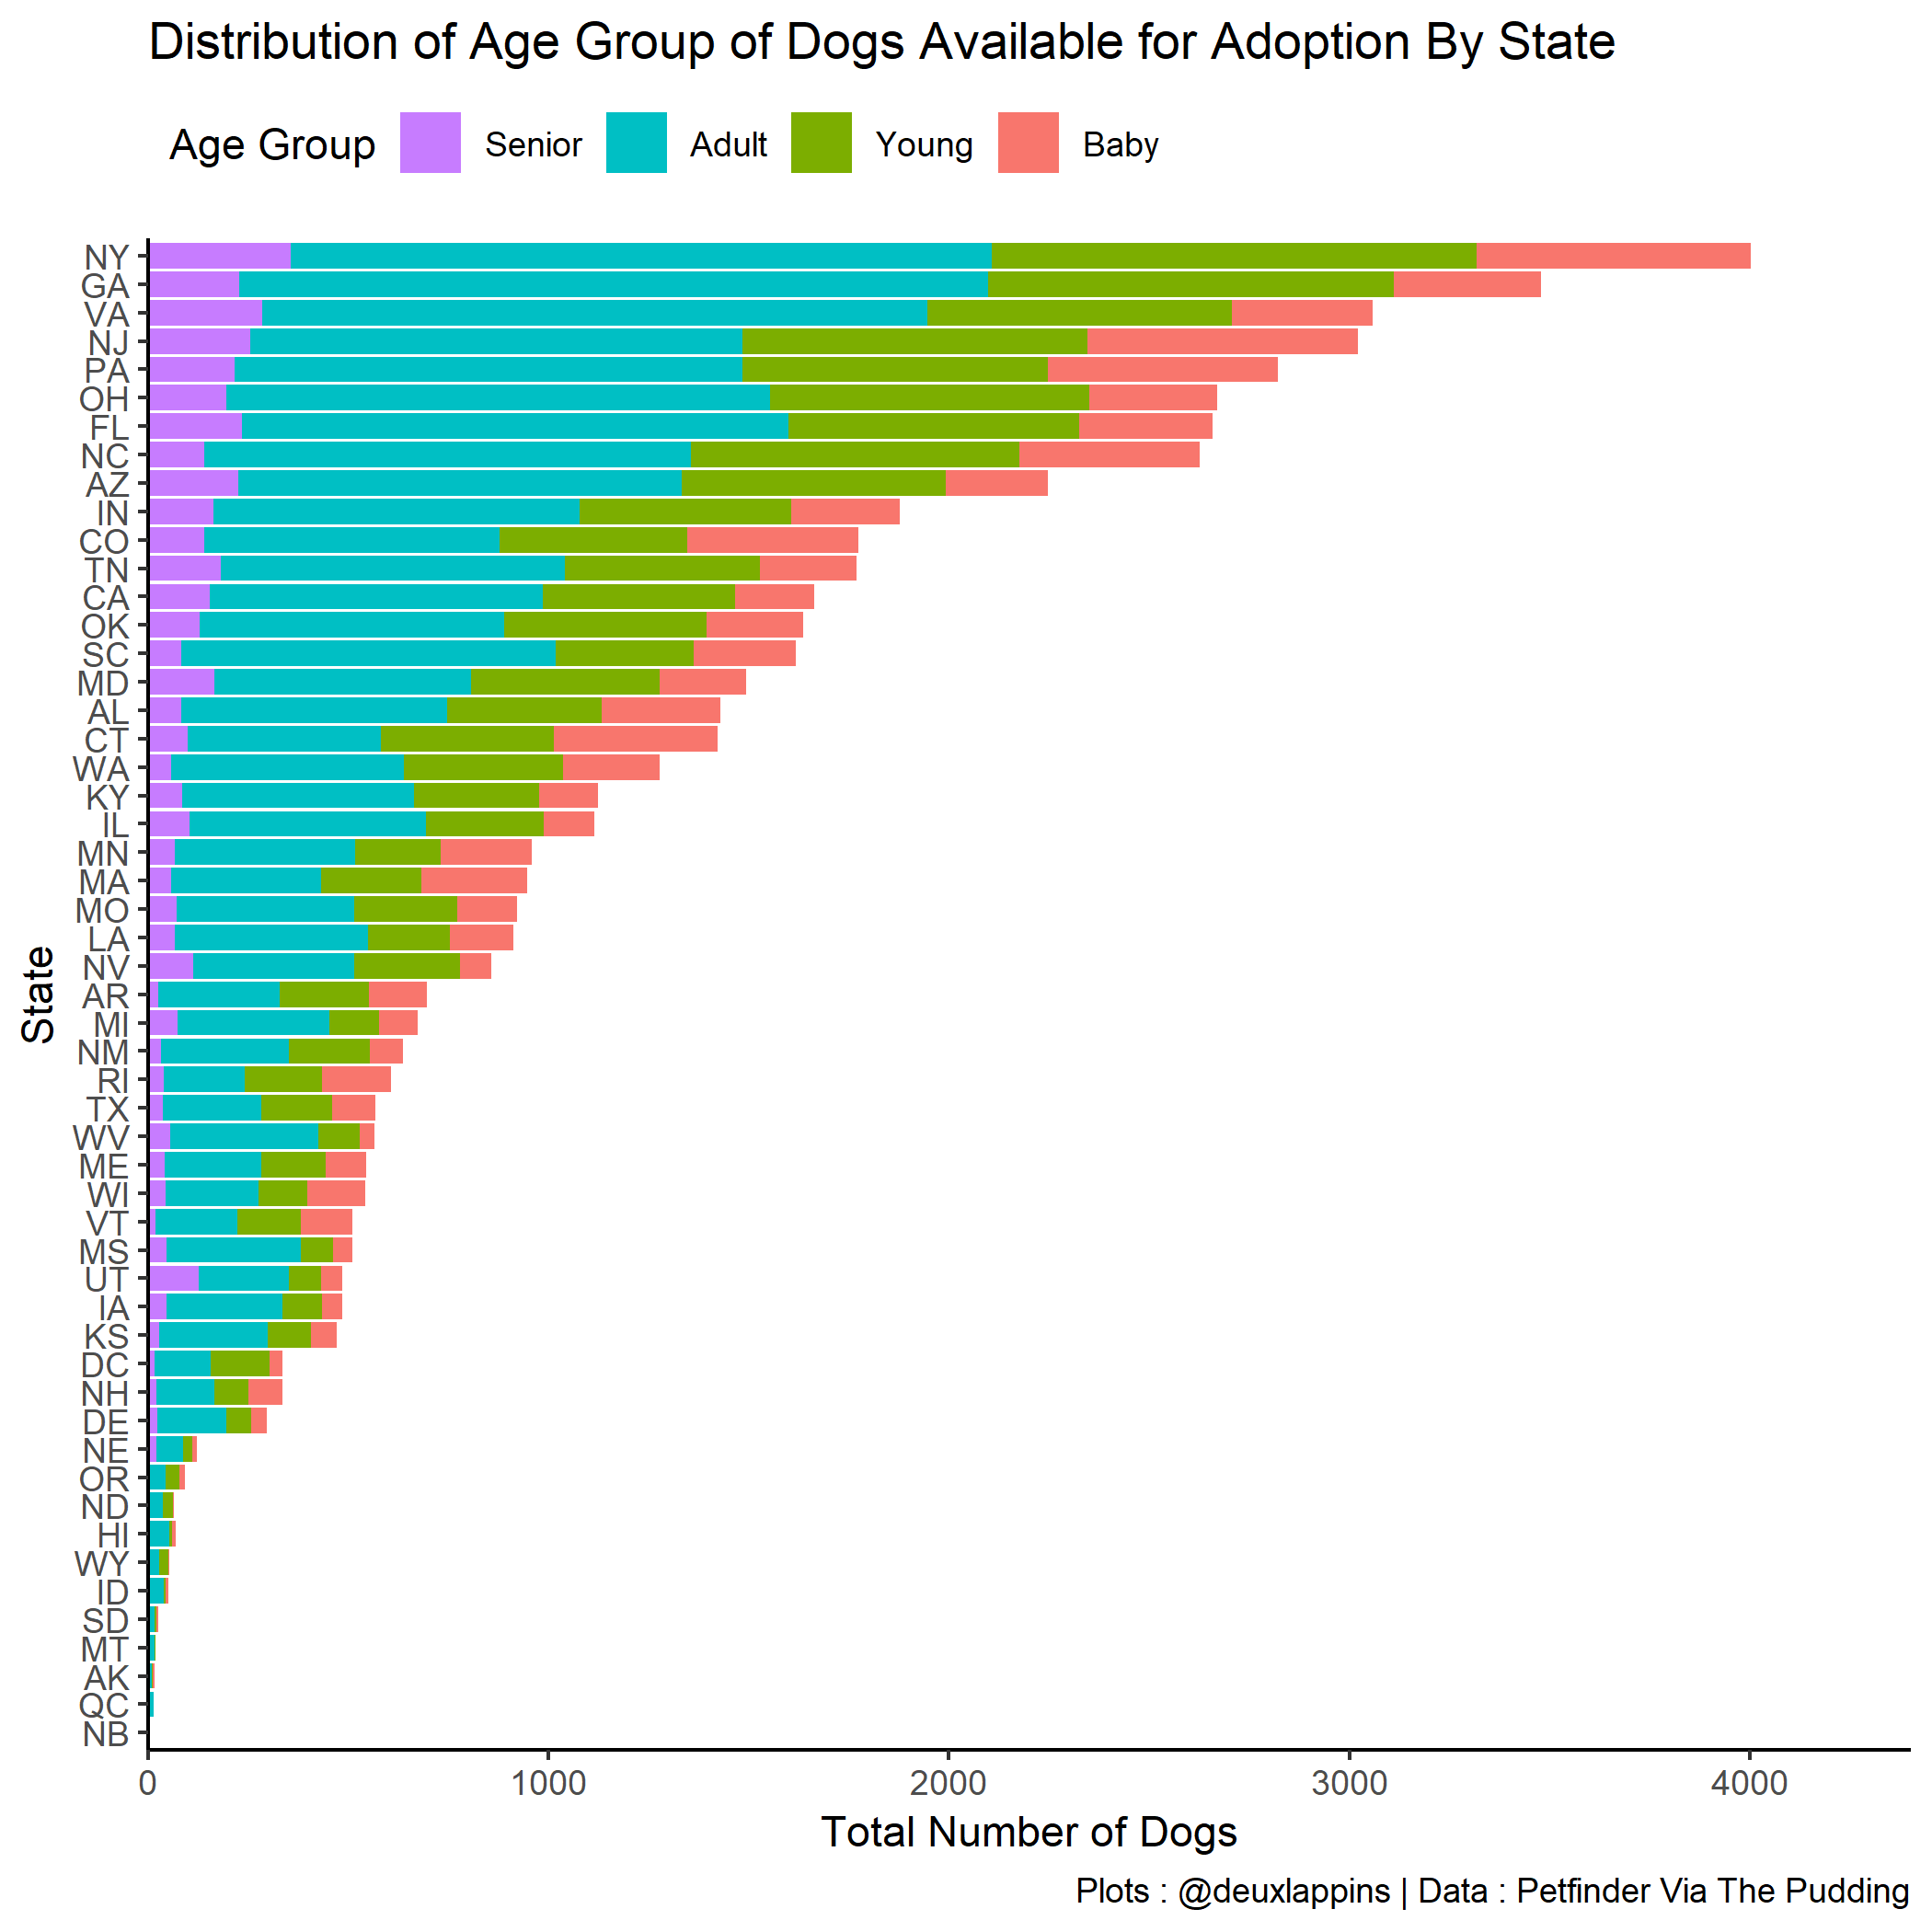 Distribution of Age Group of Dogs Available for Adoption By State
Age Group Senior Adult Young Baby
NY
GA
VA
NJ
PA
OH
FL
NC
AZ
IN
CO
TN
CA
OK
SC
MD
AL
CT
WA
KY
IL
MN
MA
MO
LA
NV
AR
MI
NM
RI
TX
WV
ME
WI
VT
MS
UT
IA
KS
DC
NH
DE
NE
OR
ND
HI
WY
ID
SD
MT
AK
QC
NB
State
0 1000 2000 3000 4000
Total Number of Dogs
Plots : @deuxlappins | Data : Petfinder Via The Pudding